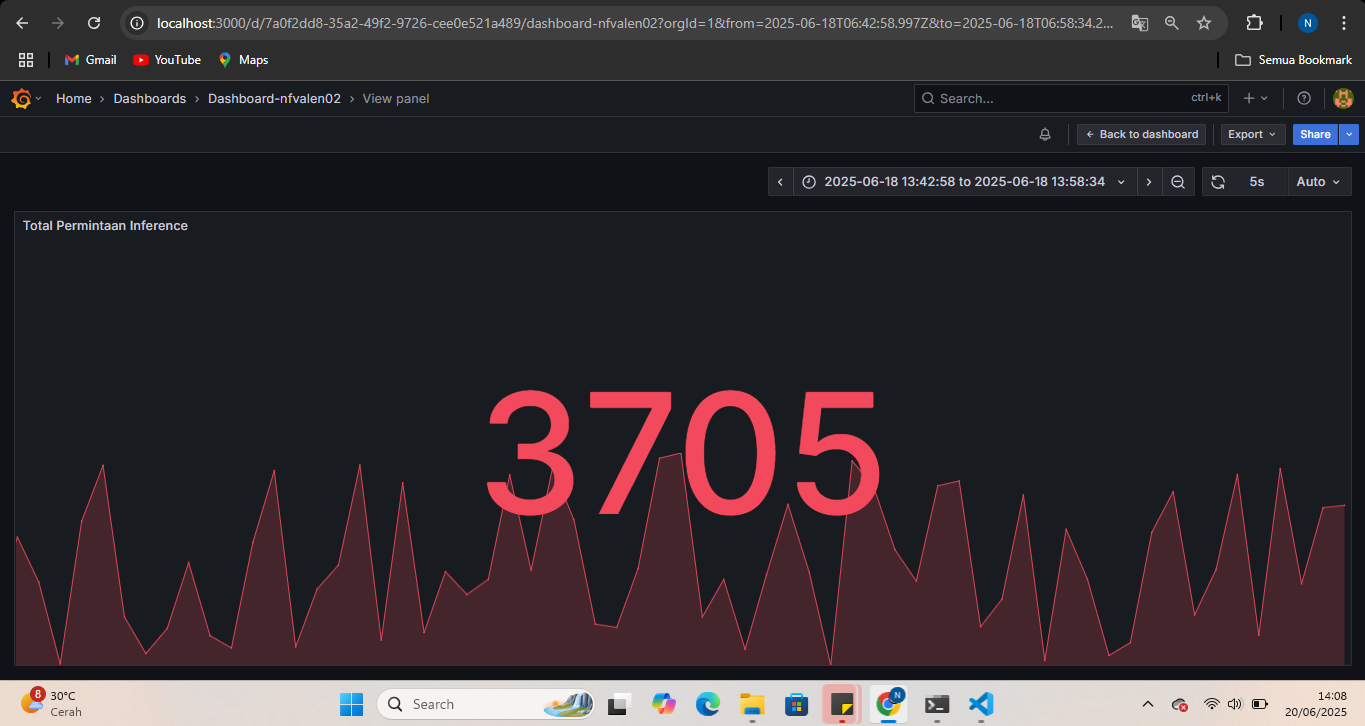 localhost:3000/d/7a0f2dd8-35a2-49f2-9726-cee0e521a489/dashboard-nfvalen02?orgId=1&from=2025-06-18T06:42:58.997Z&to=2025-06-18T06:58:34.2...
N
Gmail
YouTube
Maps
Semua Bookmark
Home › Dashboards › Dashboard-nfvalen02 › View panel
Search...
ctrl+k
Back to dashboard
Export
Share
2025-06-18 13:42:58 to 2025-06-18 13:58:34
5s
Auto
Total Permintaan Inference
3705
8
30°C
Cerah
Search
N
14:08
20/06/2025